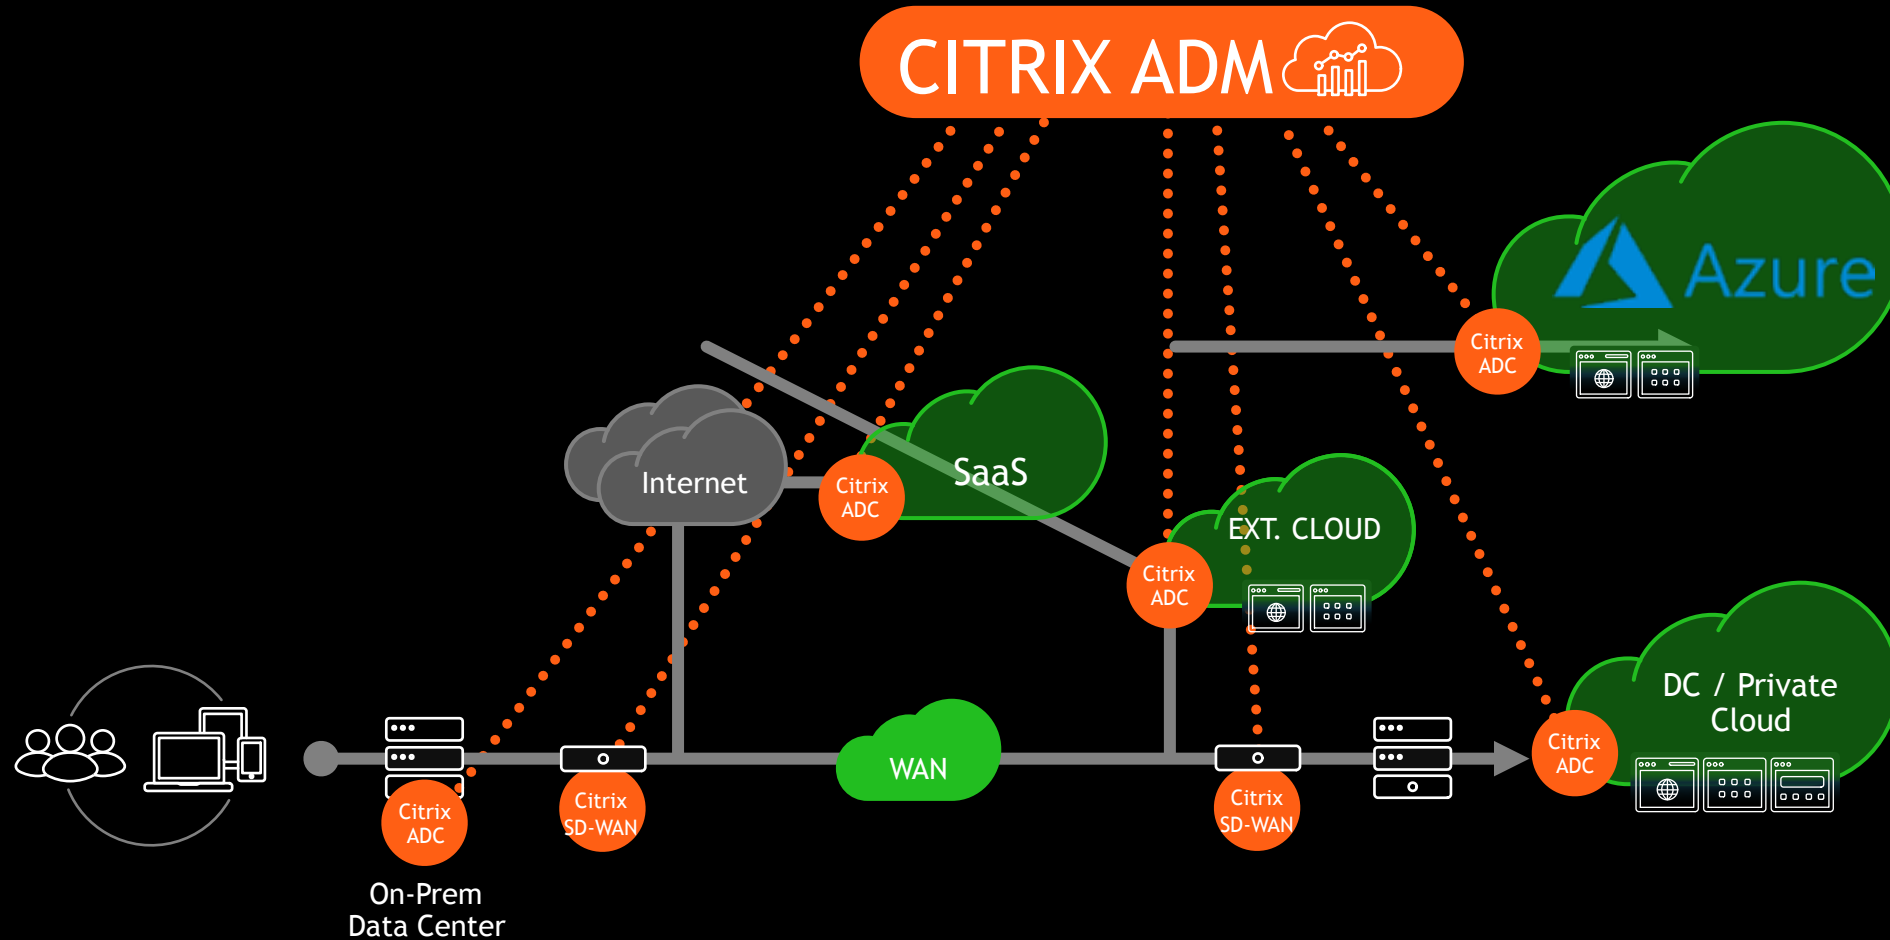 CITRIX ADM
Azure
Citrix
ADC
Internet
Citrix
ADC
SaaS
EXT. CLOUD
Citrix
ADC
DC / Private
Cloud
Citrix
ADC
WAN
Citrix
ADC
Citrix
SD-WAN
Citrix
SD-WAN
On-Prem
Data Center